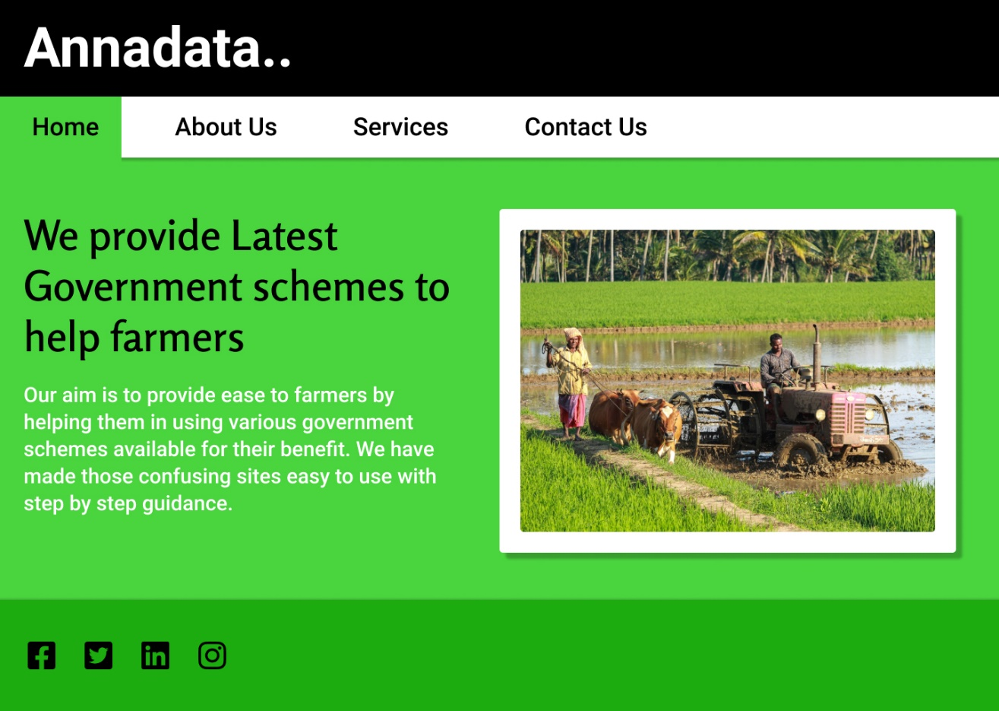 Annadata..
Home About Us Services Contact Us
We provide Latest
Government schemes to
help farmers
Our aim is to provide ease to farmers by
helping them in using various government
schemes available for their benefit. We have
made those confusing sites easy to use with
step by step guidance.